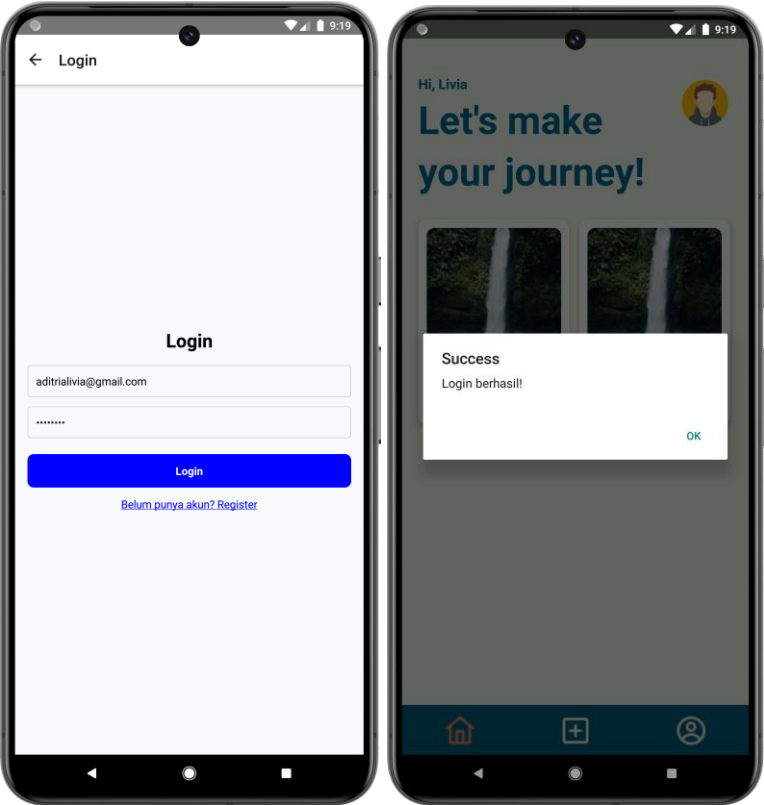 9:19
Login
Login
aditrialivia@gmail.com
••••••••
Login
Belum punya akun? Register
9:19
Hi, Livia
Let's make
your journey!
Success
Login berhasil!
OK